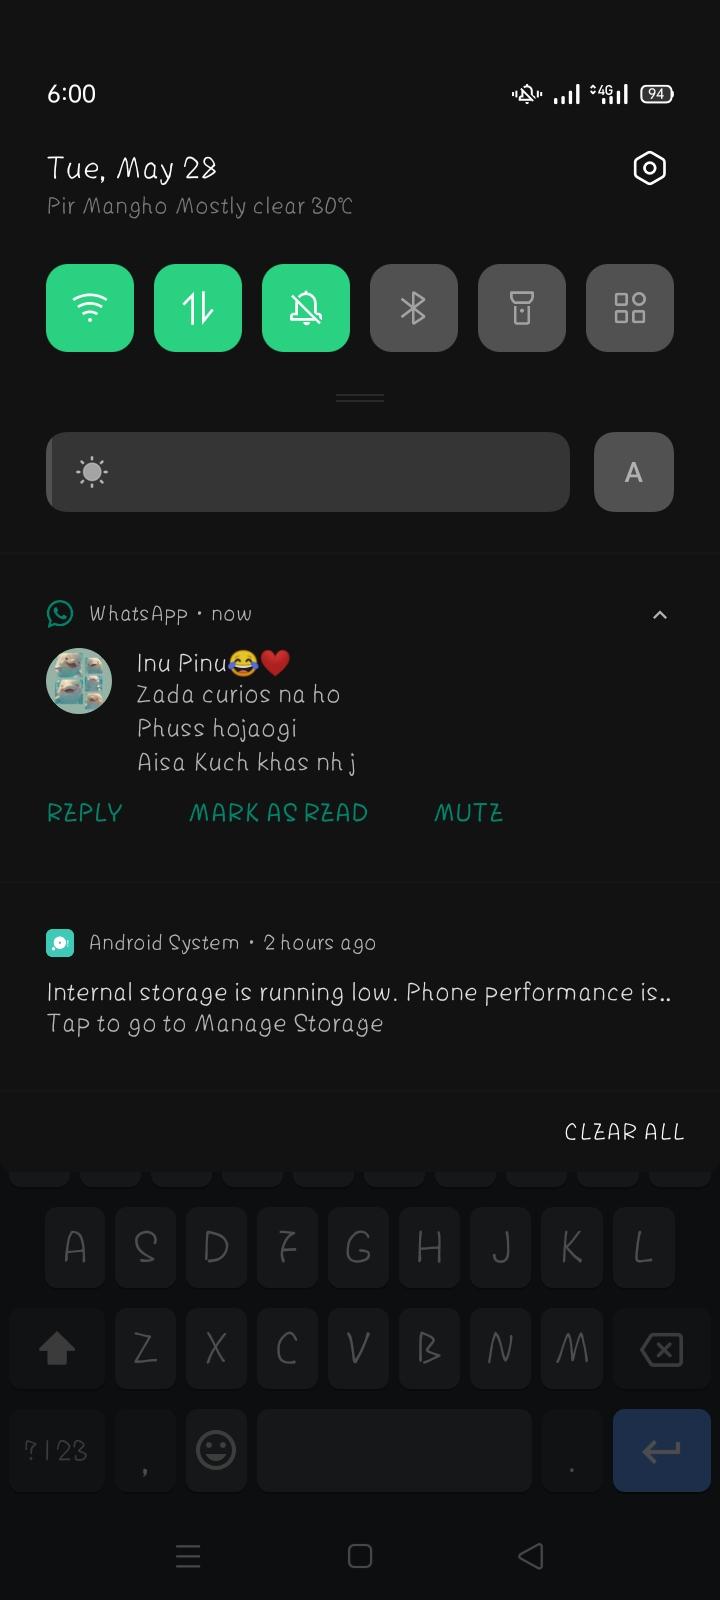 6:00
4G
94
Tue, May 28
Pir Mangho Mostly clear 30°C
A
WhatsApp • now
Inu Pinu😂❤️
Zada curios na ho
Phuss hojaogi
Aisa Kuch khas nh j
REPLY MARK AS READ MUTE
Android System • 2 hours ago
Internal storage is running low. Phone performance is..
Tap to go to Manage Storage
CLEAR ALL
A S D F G H J K L
Z X C V B N M
?123 , .